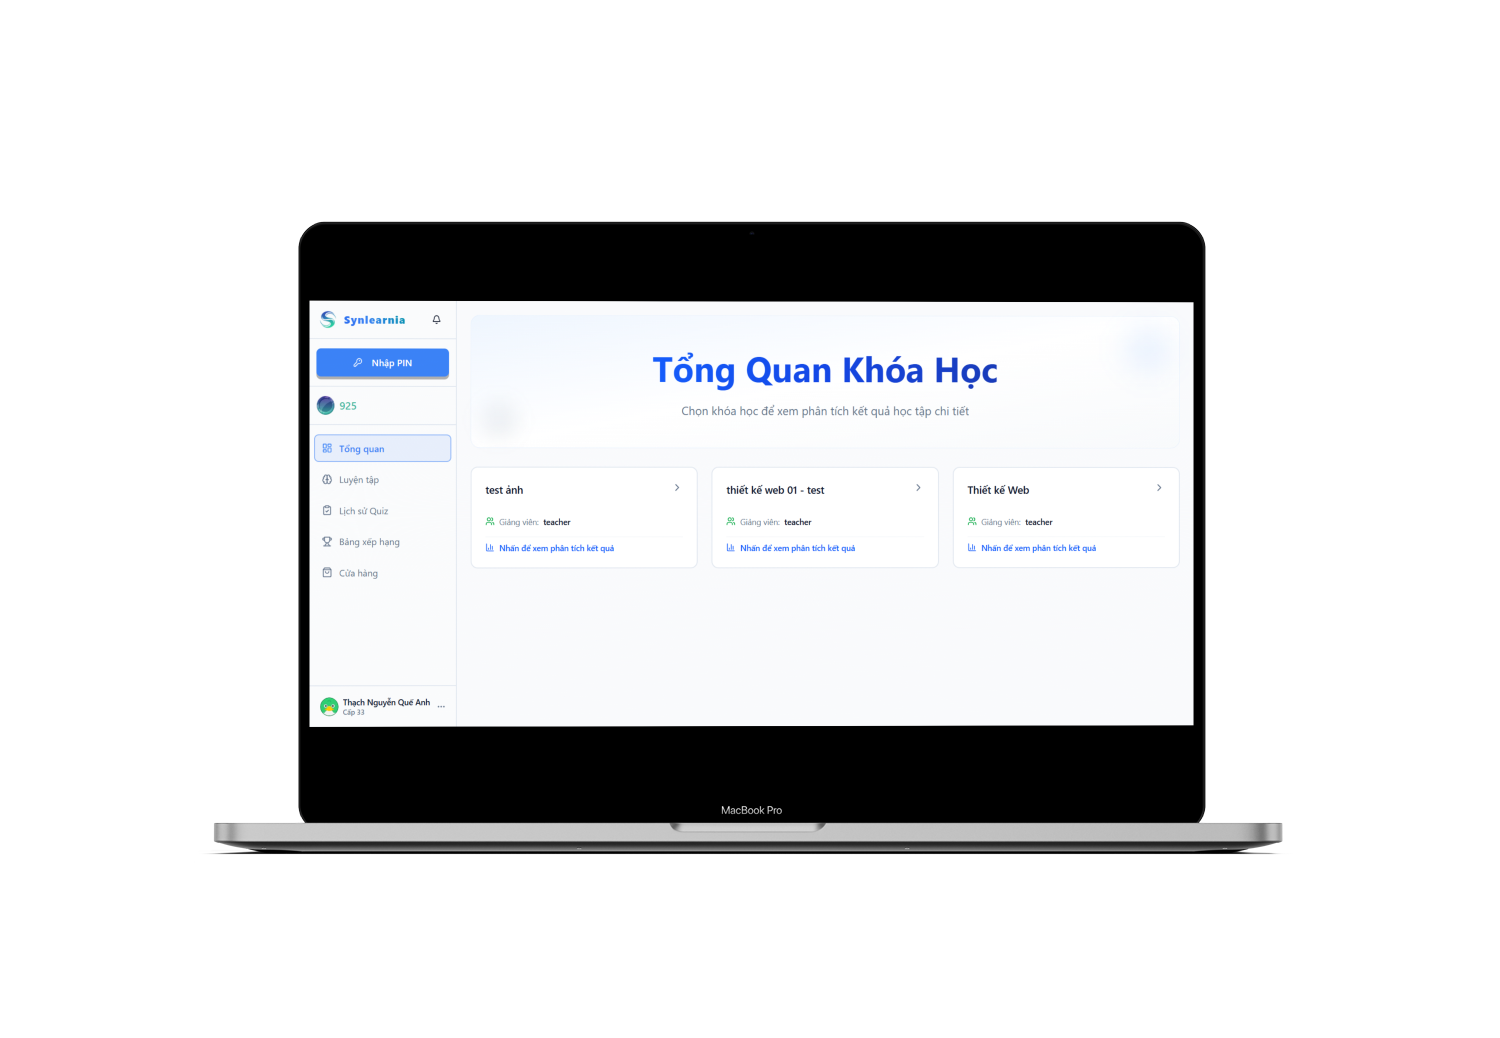 Synlearnia
Nhập PIN
925
Tổng quan
Luyện tập
Lịch sử Quiz
Bảng xếp hạng
Cửa hàng
Thạch Nguyễn Quế Anh
Cấp 33
Tổng Quan Khóa Học
Chọn khóa học để xem phân tích kết quả học tập chi tiết
test ảnh
Giảng viên: teacher
Nhấn để xem phân tích kết quả
thiết kế web 01 - test
Giảng viên: teacher
Nhấn để xem phân tích kết quả
Thiết kế Web
Giảng viên: teacher
Nhấn để xem phân tích kết quả
MacBook Pro